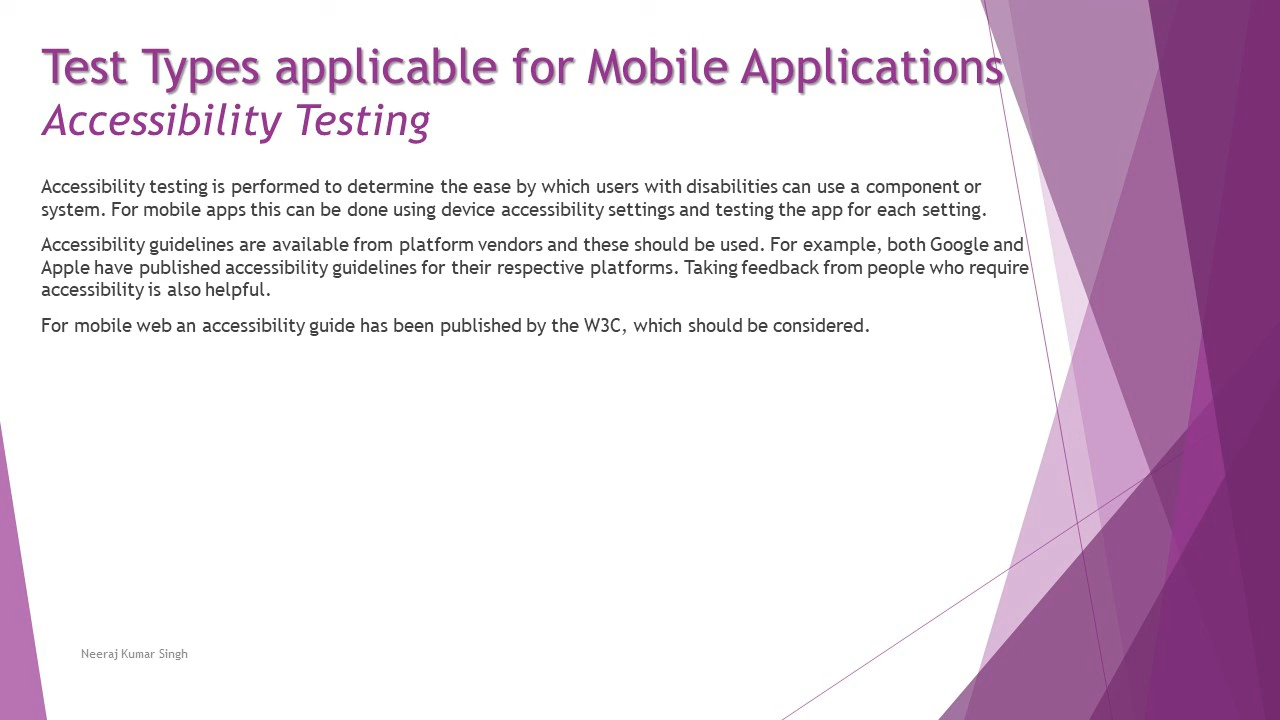 Test Types applicable for Mobile Applications
Accessibility Testing
Accessibility testing is performed to determine the ease by which users with disabilities can use a component or
system. For mobile apps this can be done using device accessibility settings and testing the app for each setting.
Accessibility guidelines are available from platform vendors and these should be used. For example, both Google and
Apple have published accessibility guidelines for their respective platforms. Taking feedback from people who require
accessibility is also helpful.
For mobile web an accessibility guide has been published by the W3C, which should be considered.
Neeraj Kumar Singh